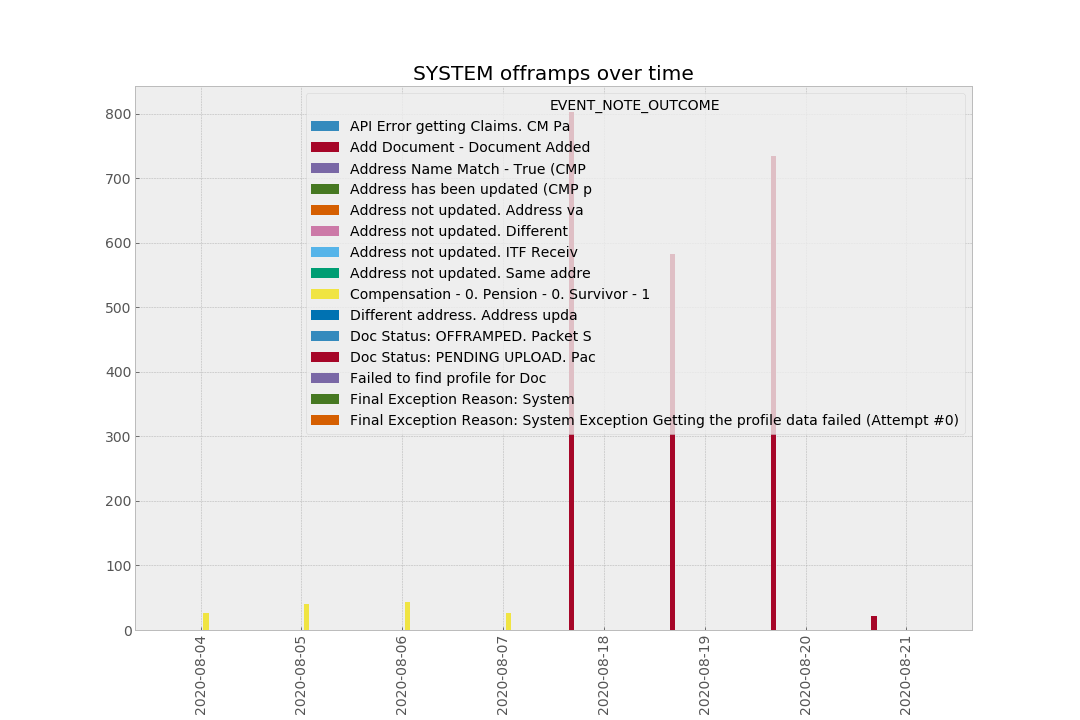 SYSTEM offramps over time
EVENT_NOTE_OUTCOME
API Error getting Claims. CM Pa
Add Document - Document Added
Address Name Match - True (CMP
Address has been updated (CMP p
Address not updated. Address va
Address not updated. Different
Address not updated. ITF Receiv
Address not updated. Same addre
Compensation - 0. Pension - 0. Survivor - 1
Different address. Address upda
Doc Status: OFFRAMPED. Packet S
Doc Status: PENDING UPLOAD. Pac
Failed to find profile for Doc
Final Exception Reason: System
Final Exception Reason: System Exception Getting the profile data failed (Attempt #0)
800
700
600
500
400
300
200
100
0
2020-08-04
2020-08-05
2020-08-06
2020-08-07
2020-08-18
2020-08-19
2020-08-20
2020-08-21